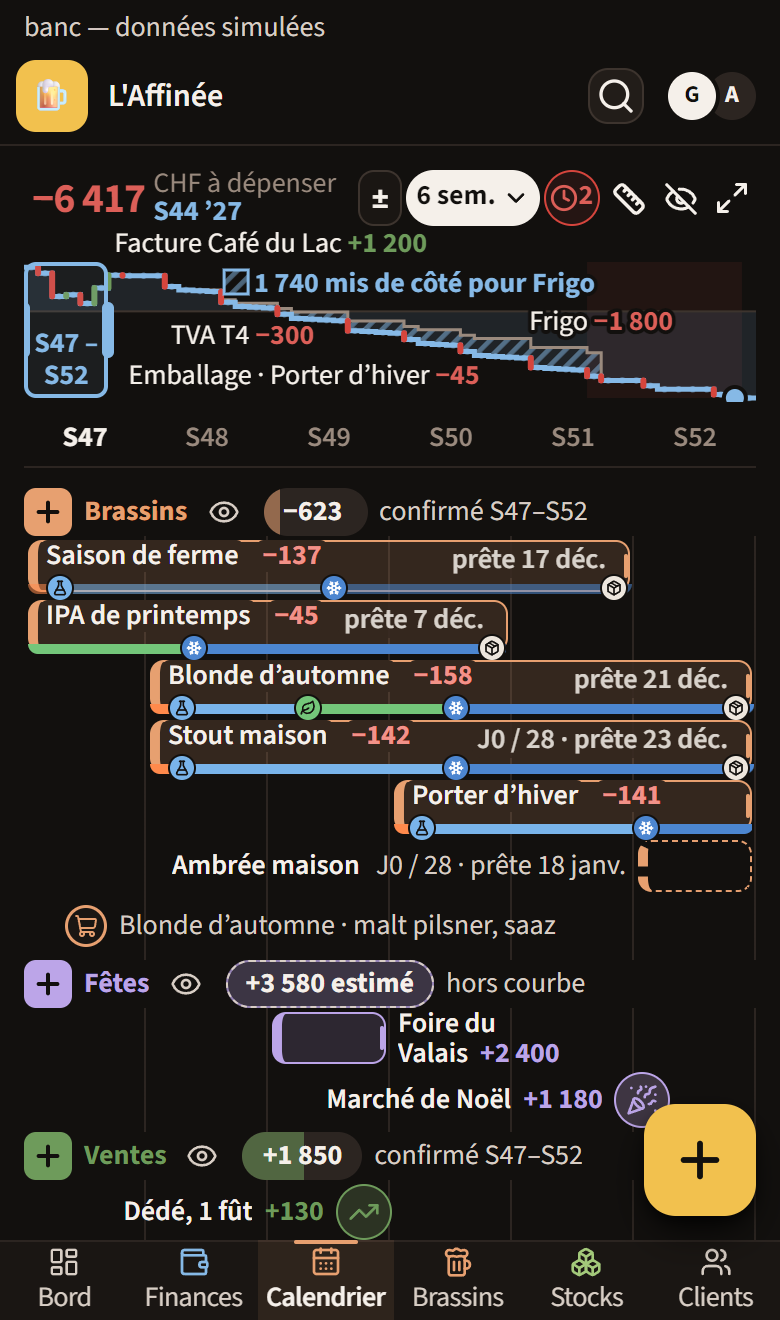 banc — données simulées
L'Affinée
G A
−6 417 CHF à dépenser
S44 ’27
± 6 sem. 2
Facture Café du Lac +1 200
1 740 mis de côté pour Frigo
Frigo −1 800
TVA T4 −300
S47 –
S52
Emballage · Porter d’hiver −45
S47 S48 S49 S50 S51 S52
Brassins −623 confirmé S47–S52
Saison de ferme −137 prête 17 déc.
IPA de printemps −45 prête 7 déc.
Blonde d’automne −158 prête 21 déc.
Stout maison −142 J0 / 28 · prête 23 déc.
Porter d’hiver −141
Ambrée maison J0 / 28 · prête 18 janv.
Blonde d’automne · malt pilsner, saaz
Fêtes +3 580 estimé hors courbe
Foire du
Valais +2 400
Marché de Noël +1 180
Ventes +1 850 confirmé S47–S52
Dédé, 1 fût +130
Bord Finances Calendrier Brassins Stocks Clients